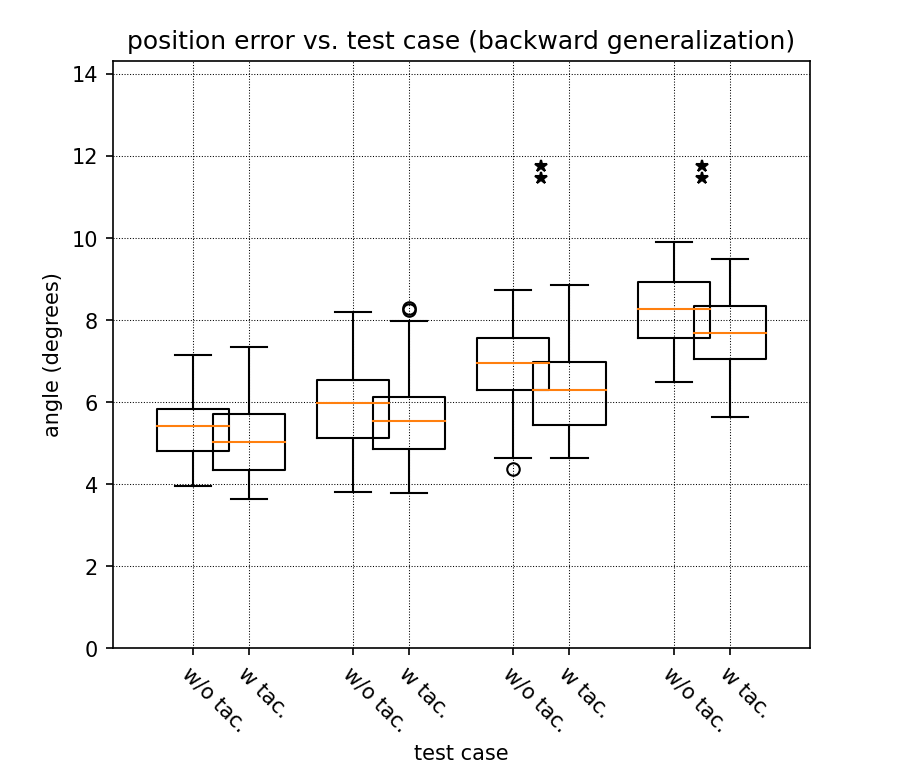 position error vs. test case (backward generalization)
14
12
10
8
6
4
2
0
angle (degrees)
w/o tac.
w tac.
w/o tac.
w tac.
w/o tac.
w tac.
w/o tac.
w tac.
test case